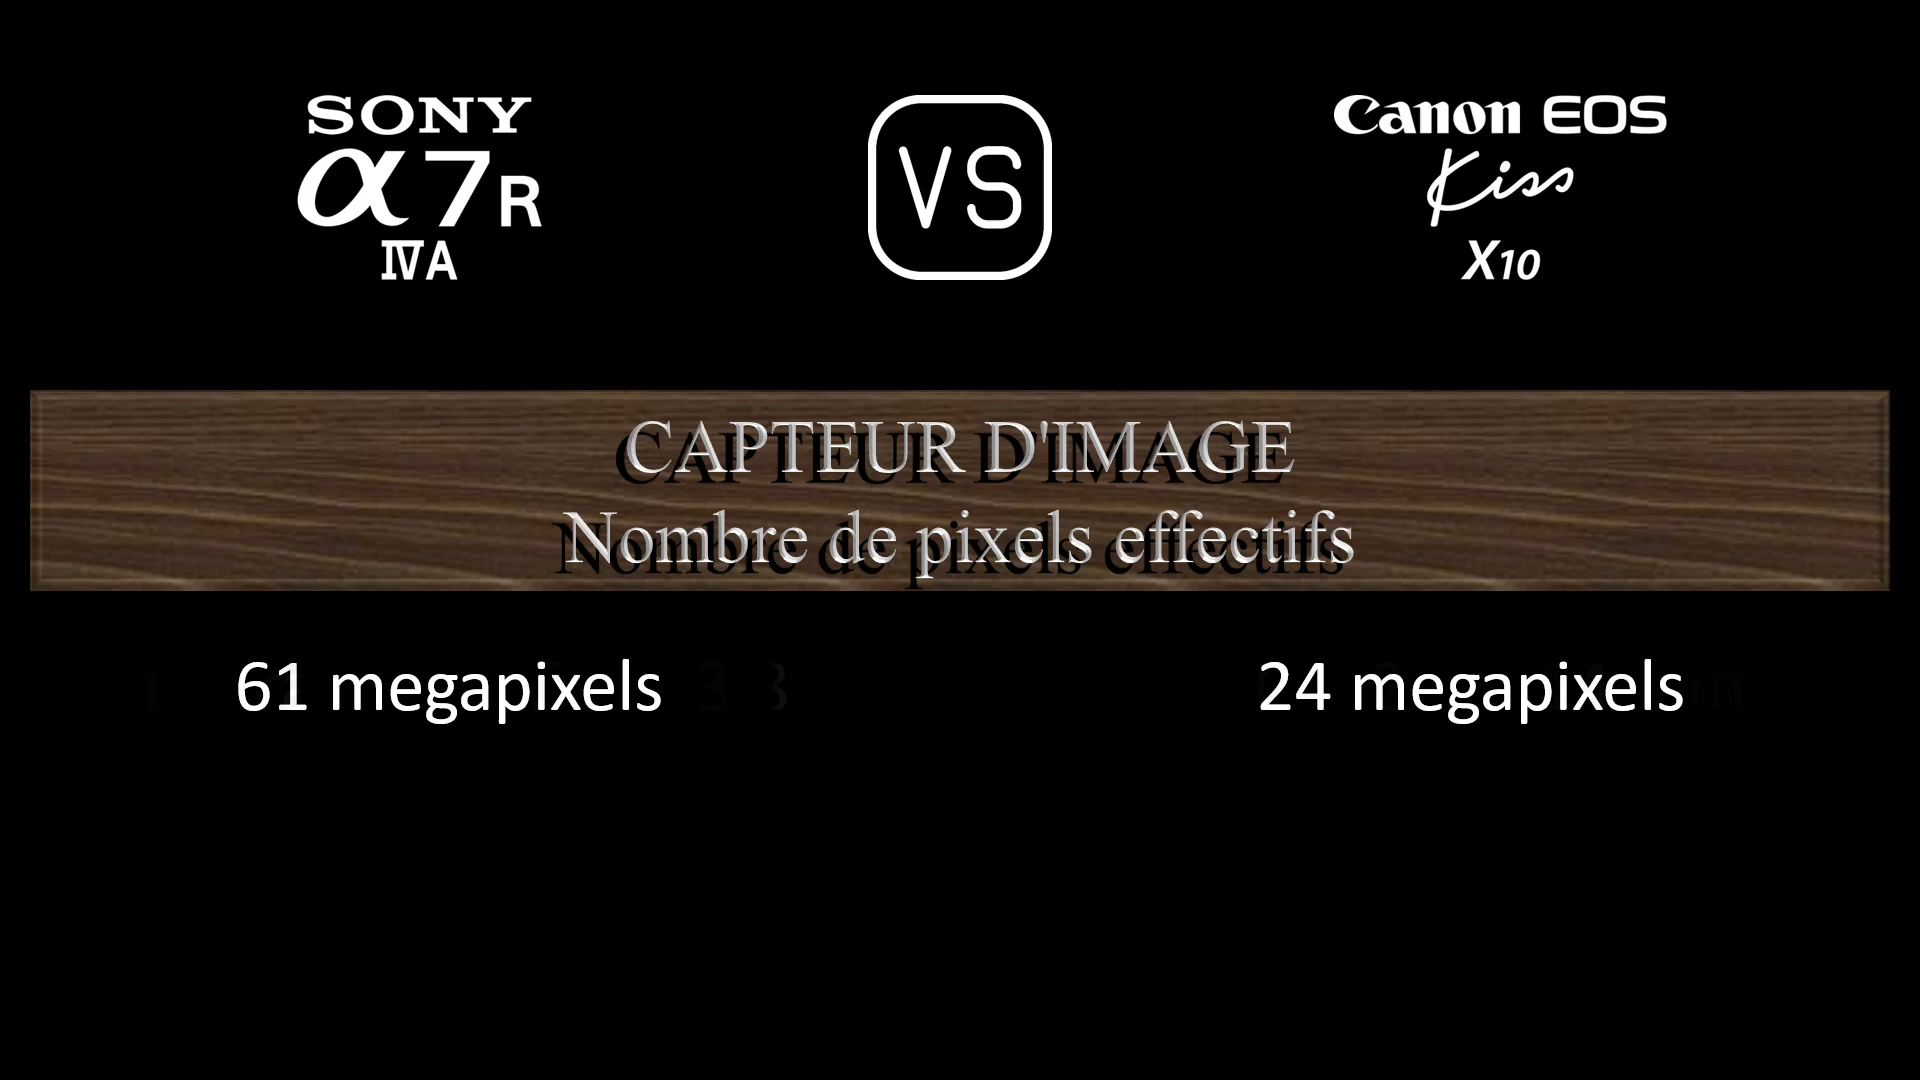 SONY
α7R
IVA
VS
Canon EOS
Kiss
X10
CAPTEUR D'IMAGE
Nombre de pixels effectifs
61 megapixels
24 megapixels